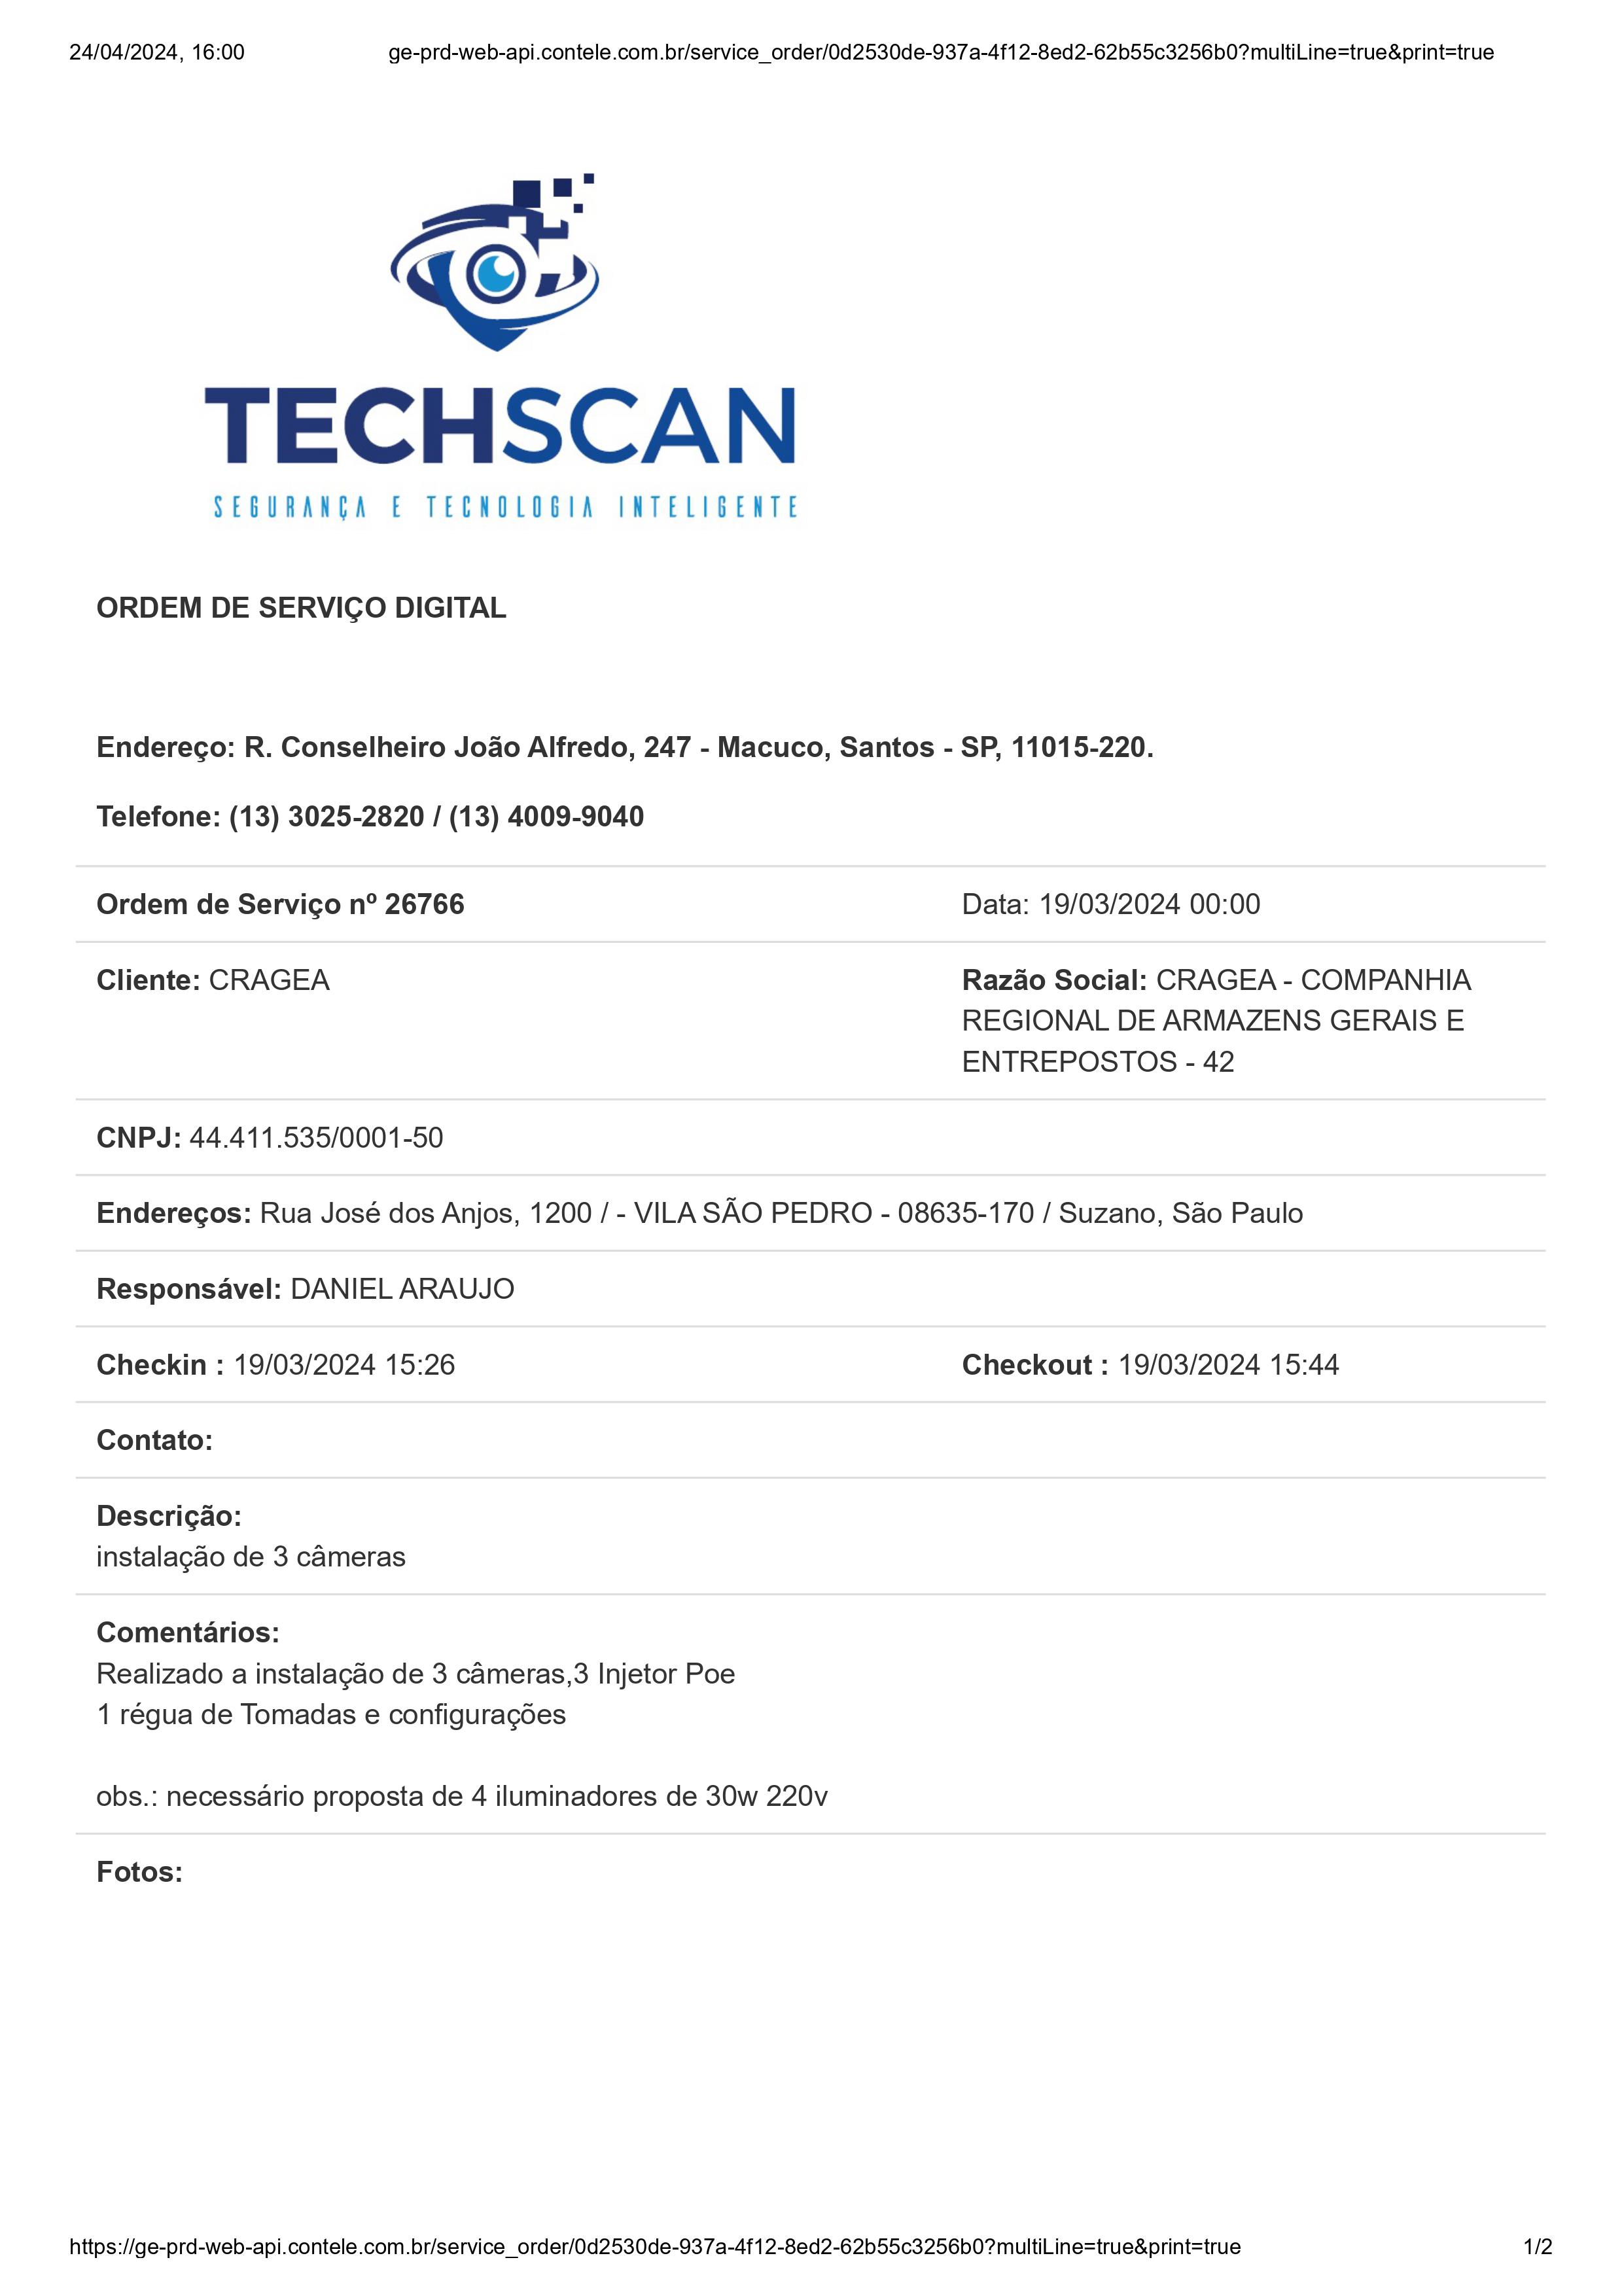 24/04/2024, 16:00 ge-prd-web-api.contele.com.br/service_order/0d2530de-937a-4f12-8ed2-62b55c3256b0?multiLine=true&print=true
TECHSCAN
SEGURANÇA E TECNOLOGIA INTELIGENTE
ORDEM DE SERVIÇO DIGITAL
Endereço: R. Conselheiro João Alfredo, 247 - Macuco, Santos - SP, 11015-220.
Telefone: (13) 3025-2820 / (13) 4009-9040
Ordem de Serviço nº 26766 Data: 19/03/2024 00:00
Cliente: CRAGEA Razão Social: CRAGEA - COMPANHIA
REGIONAL DE ARMAZENS GERAIS E
ENTREPOSTOS - 42
CNPJ: 44.411.535/0001-50
Endereços: Rua José dos Anjos, 1200 / - VILA SÃO PEDRO - 08635-170 / Suzano, São Paulo
Responsável: DANIEL ARAUJO
Checkin : 19/03/2024 15:26 Checkout : 19/03/2024 15:44
Contato:
Descrição:
instalação de 3 câmeras
Comentários:
Realizado a instalação de 3 câmeras,3 Injetor Poe
1 régua de Tomadas e configurações
obs.: necessário proposta de 4 iluminadores de 30w 220v
Fotos:
https://ge-prd-web-api.contele.com.br/service_order/0d2530de-937a-4f12-8ed2-62b55c3256b0?multiLine=true&print=true 1/2